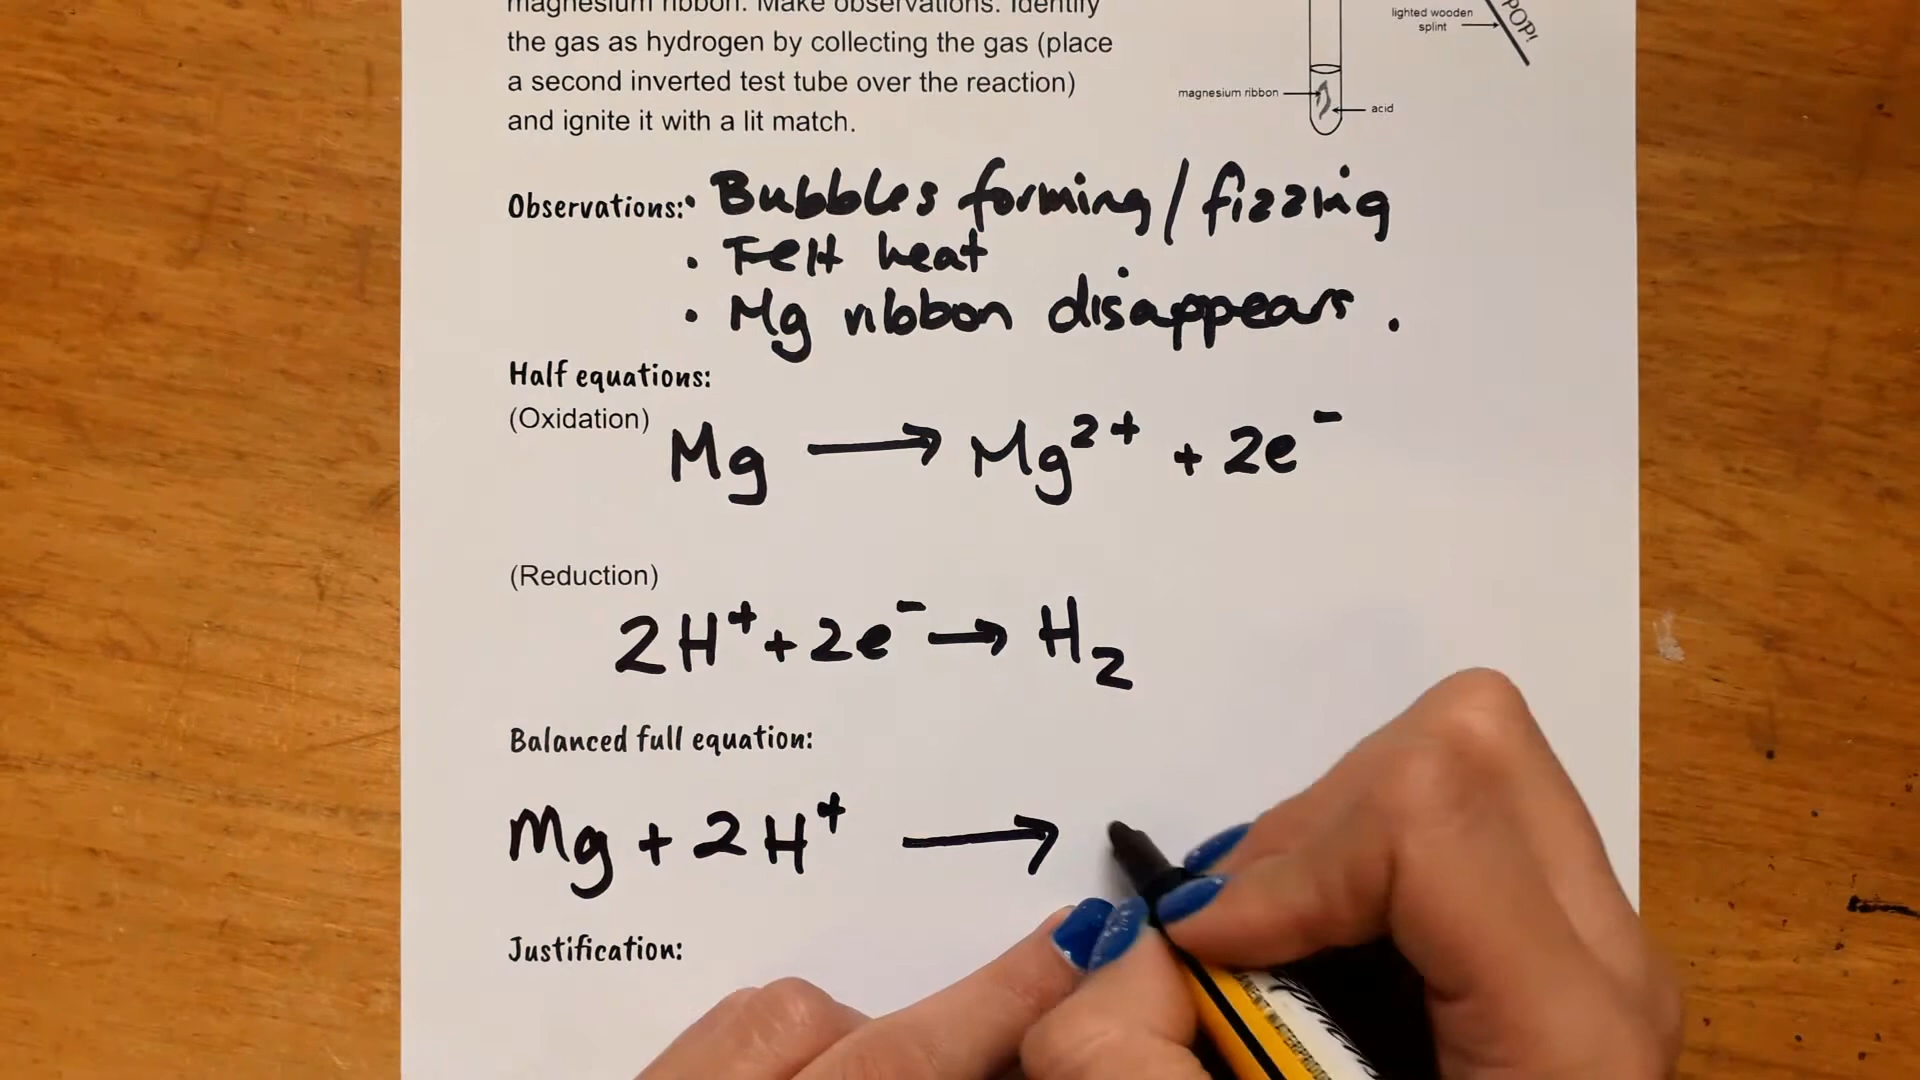 magnesium ribbon. Make observations. Identify
the gas as hydrogen by collecting the gas (place
a second inverted test tube over the reaction)
and ignite it with a lit match.
lighted wooden
splint
POP!
magnesium ribbon
acid
Observations: • Bubbles forming / fizzing
• Felt heat
• Mg ribbon disappears.
Half equations:
(Oxidation)
Mg → Mg²⁺ + 2e⁻
(Reduction)
2H⁺ + 2e⁻ → H₂
Balanced full equation:
Mg + 2H⁺ →
Justification: